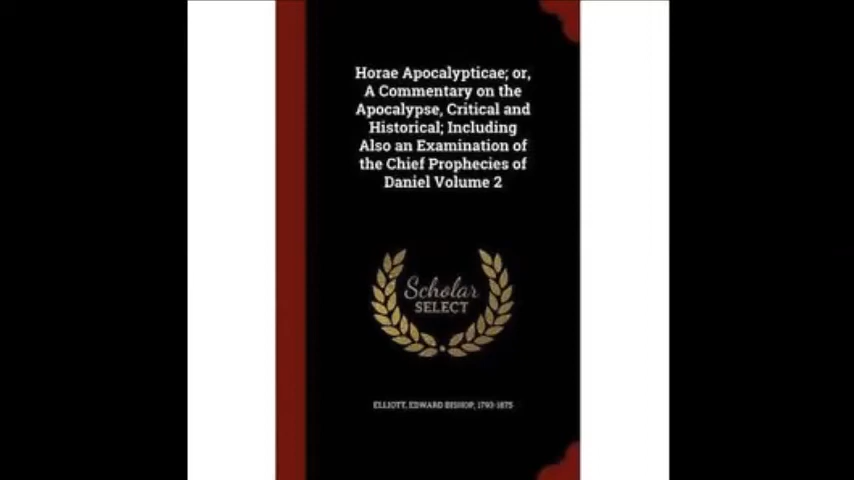 Horae Apocalypticae; or,
A Commentary on the
Apocalypse, Critical and
Historical; Including
Also an Examination of
the Chief Prophecies of
Daniel Volume 2
Scholar
SELECT
ELLIOTT, EDWARD BISHOP, 1793-1875